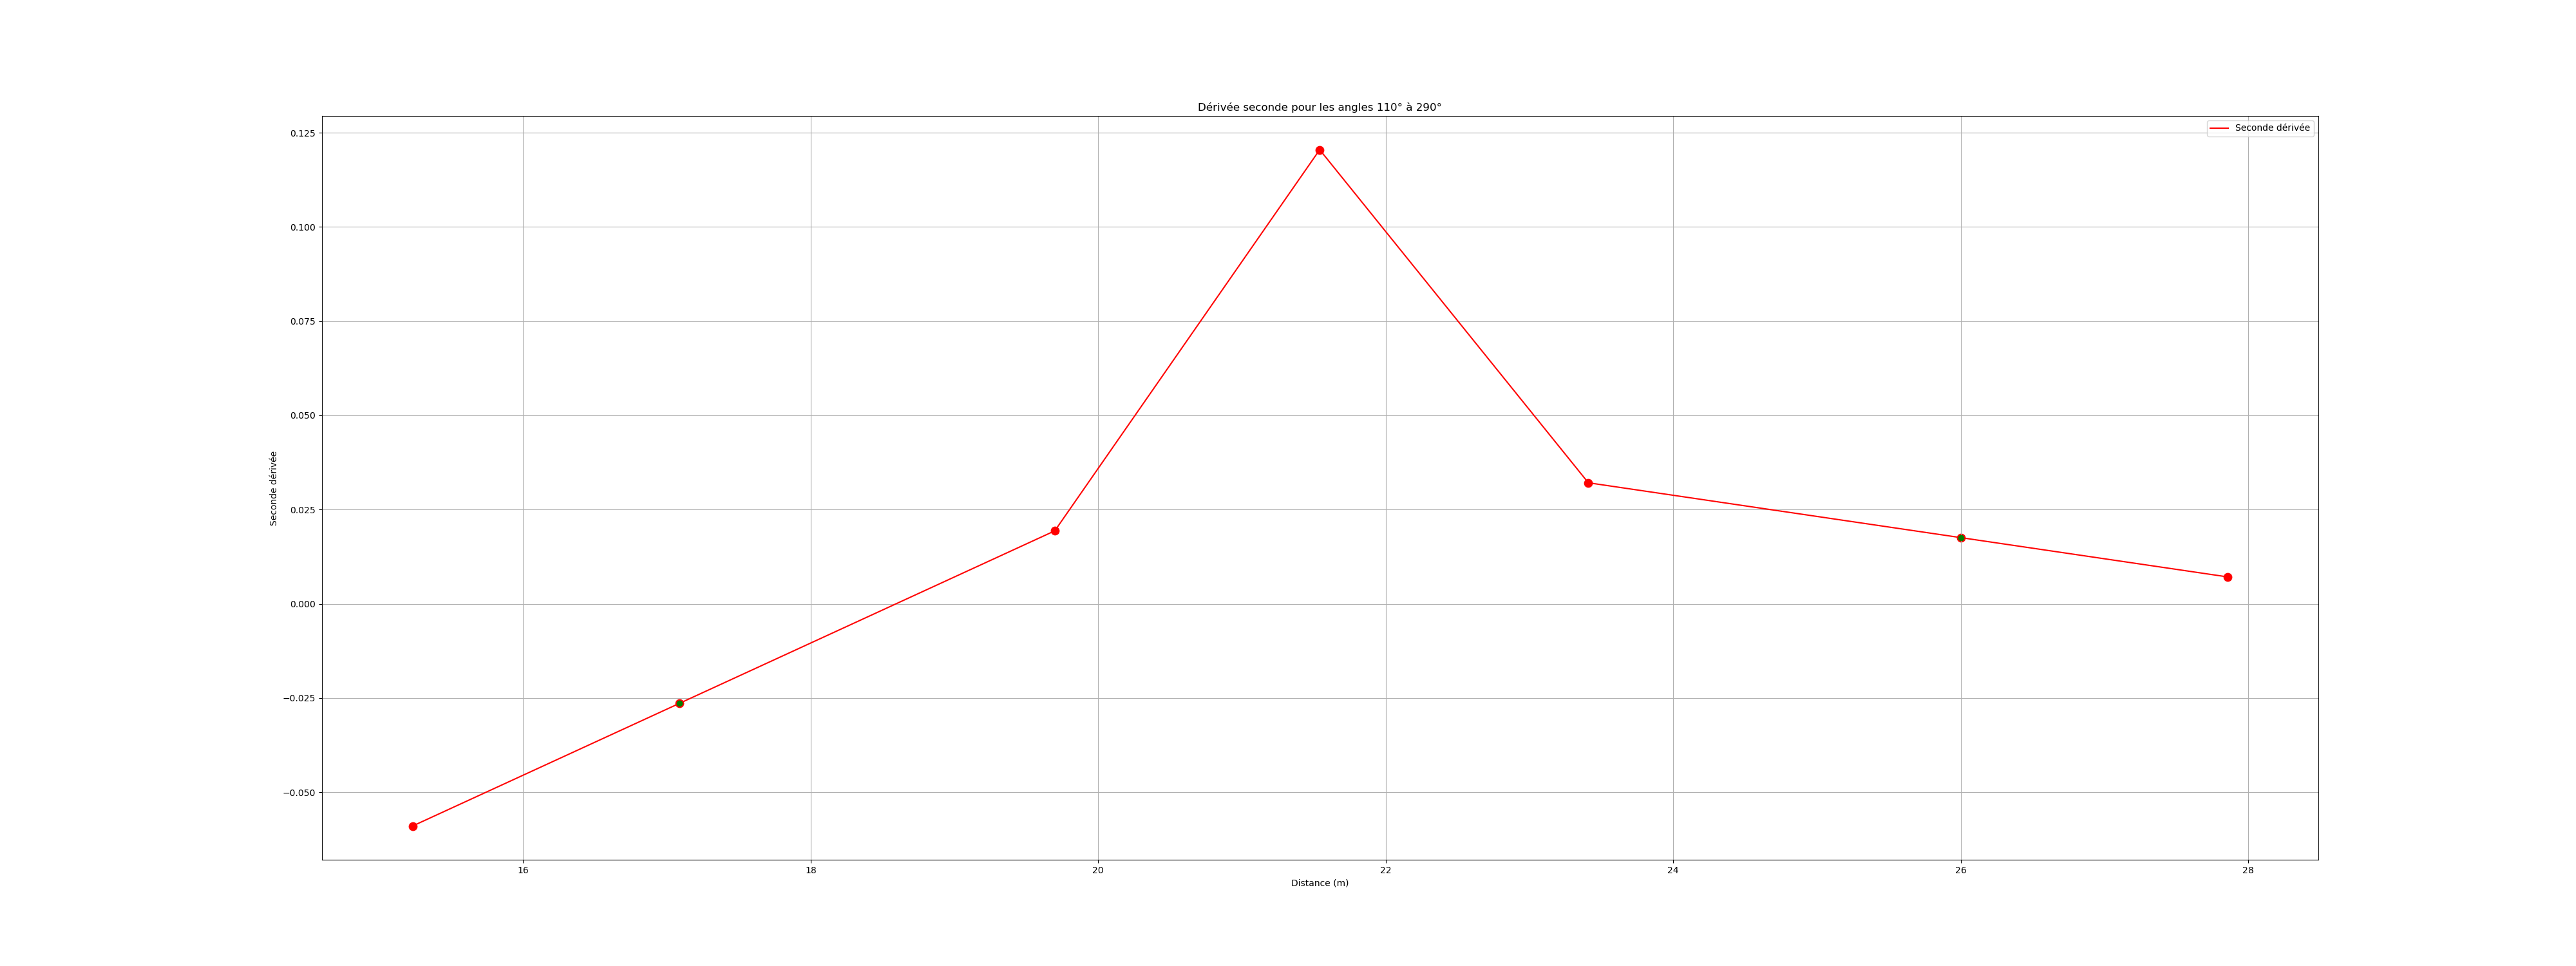 Dérivée seconde pour les angles 110° à 290°
Seconde dérivée
0.125
0.100
0.075
0.050
0.025
0.000
−0.025
−0.050
Seconde dérivée
16 18 20 22 24 26 28
Distance (m)